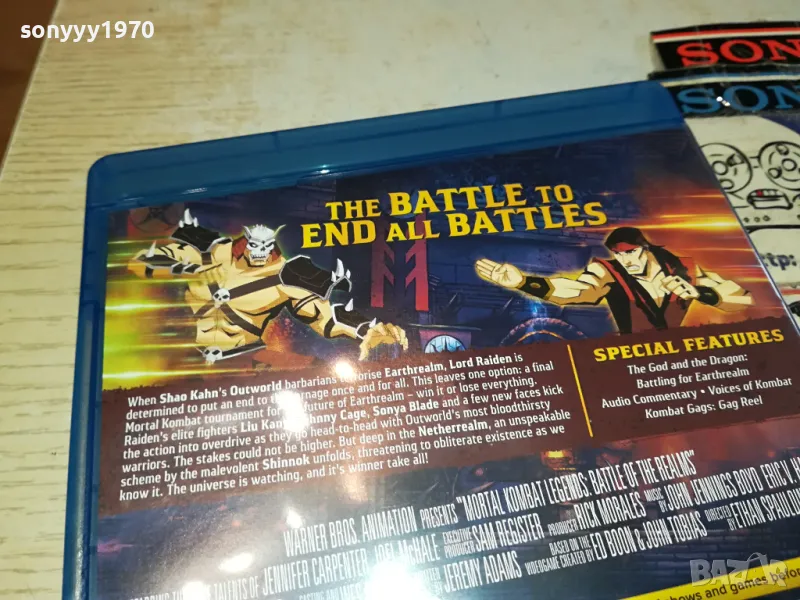 sonyyy1970
SON
SON
rtp:
THE BATTLE TO
END ALL BATTLES
When Shao Kahn's Outworld barbarians terrorise Earthrealm, Lord Raiden is
determined to put an end to the carnage once and for all. This leaves one option: a final
Mortal Kombat tournament for the future of Earthrealm – win it or lose everything.
Raiden's elite fighters Liu Kang, Johnny Cage, Sonya Blade and a few new faces kick
the action into overdrive as they go head-to-head with Outworld's most bloodthirsty
warriors. The stakes could not be higher. But deep in the Netherrealm, an unspeakable
scheme by the malevolent Shinnok unfolds, threatening to obliterate existence as we
know it. The universe is watching, and it's winner take all!
SPECIAL FEATURES
The God and the Dragon:
Battling for Earthrealm
Audio Commentary • Voices of Kombat
Kombat Gags: Gag Reel
WARNER BROS. ANIMATION PRESENTS "MORTAL KOMBAT LEGENDS: BATTLE OF THE REALMS"
TALENTS OF JENNIFER CARPENTER JOEL McHALE EXECUTIVE PRODUCER SAM REGISTER PRODUCER RICK MORALES MUSIC BY JOHN JENNINGS BOYD ERIC V. H
JEREMY ADAMS BASED ON THE VIDEOGAME CREATED BY ED BOON & JOHN TOBIAS DIRECTED BY ETHAN SPAULD
shows and games before
BAZAR